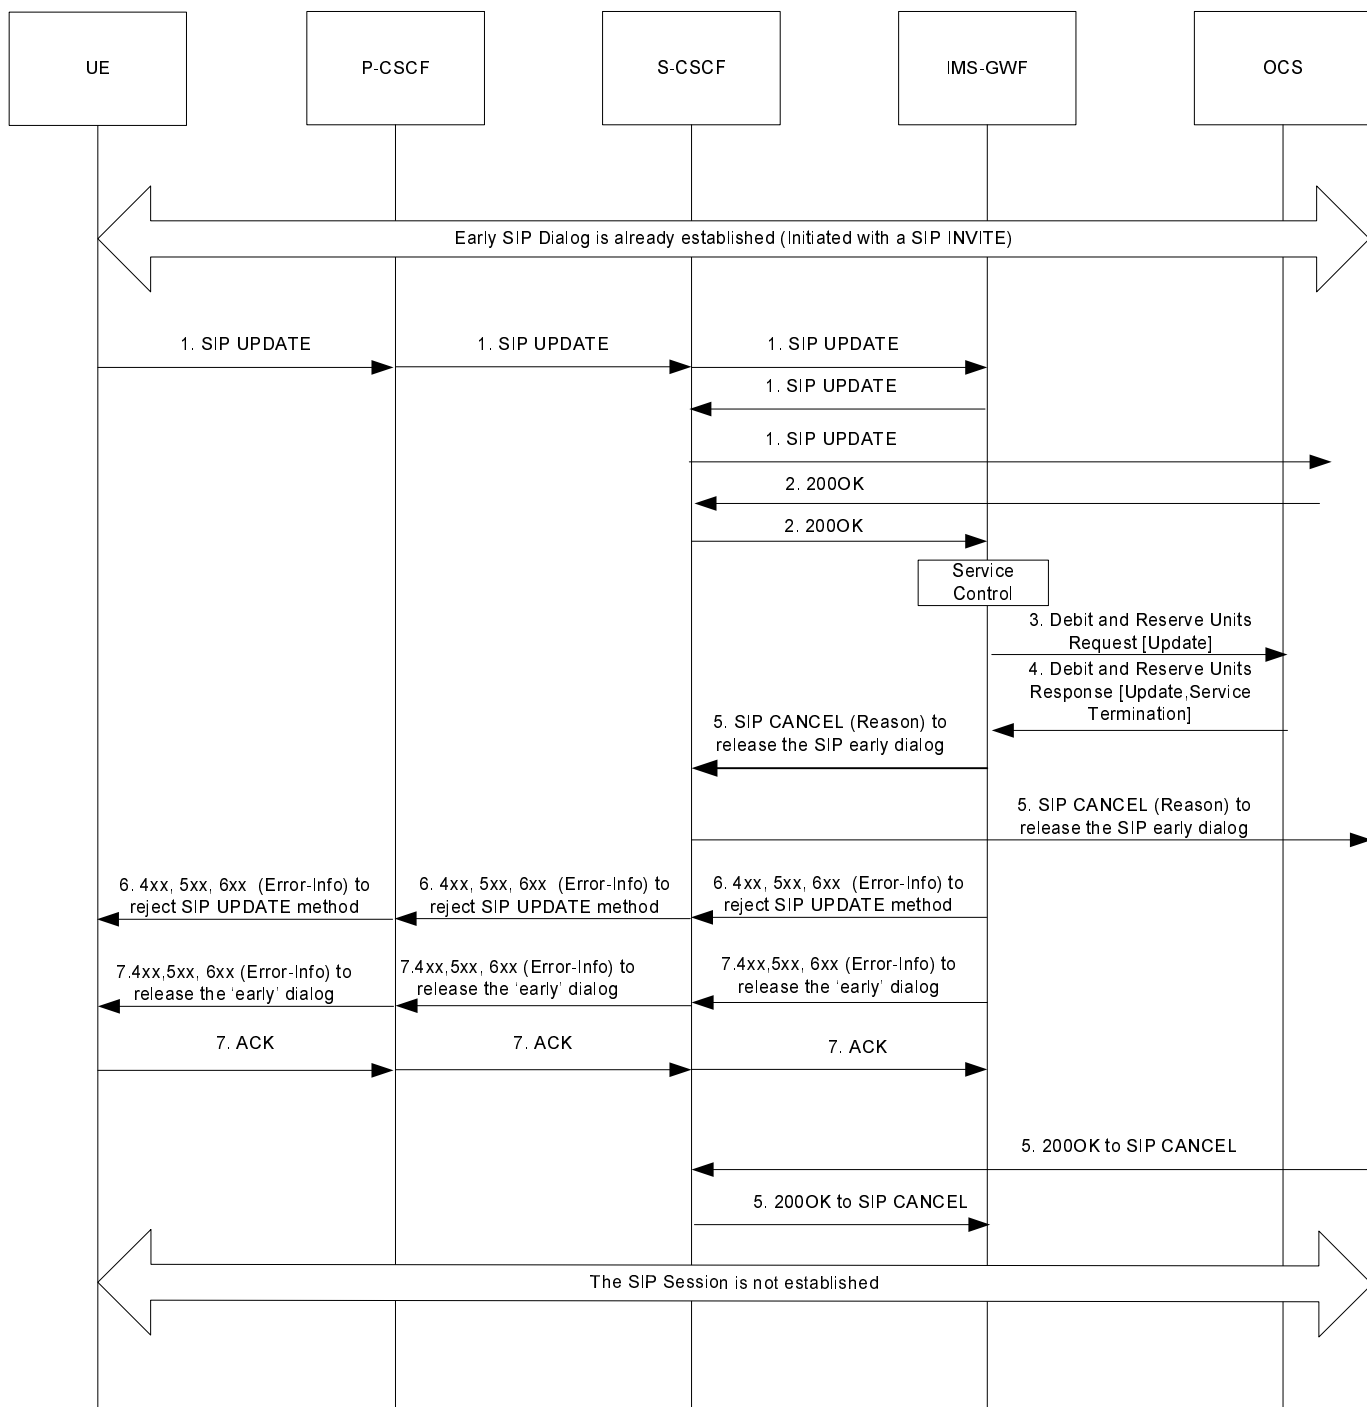 UE
P-CSCF
S-CSCF
IMS-GWF
OCS
Early SIP Dialog is already established (Initiated with a SIP INVITE)
1. SIP UPDATE
1. SIP UPDATE
1. SIP UPDATE
1. SIP UPDATE
1. SIP UPDATE
2. 200OK
2. 200OK
Service
Control
3. Debit and Reserve Units
Request [Update]
4. Debit and Reserve Units
Response [Update,Service
Termination]
5. SIP CANCEL (Reason) to
release the SIP early dialog
5. SIP CANCEL (Reason) to
release the SIP early dialog
6. 4xx, 5xx, 6xx (Error-Info) to
reject SIP UPDATE method
6. 4xx, 5xx, 6xx (Error-Info) to
reject SIP UPDATE method
6. 4xx, 5xx, 6xx (Error-Info) to
reject SIP UPDATE method
7.4xx,5xx, 6xx (Error-Info) to
release the ‘early’ dialog
7.4xx,5xx, 6xx (Error-Info) to
release the ‘early’ dialog
7.4xx,5xx, 6xx (Error-Info) to
release the ‘early’ dialog
7. ACK
7. ACK
7. ACK
5. 200OK to SIP CANCEL
5. 200OK to SIP CANCEL
The SIP Session is not established